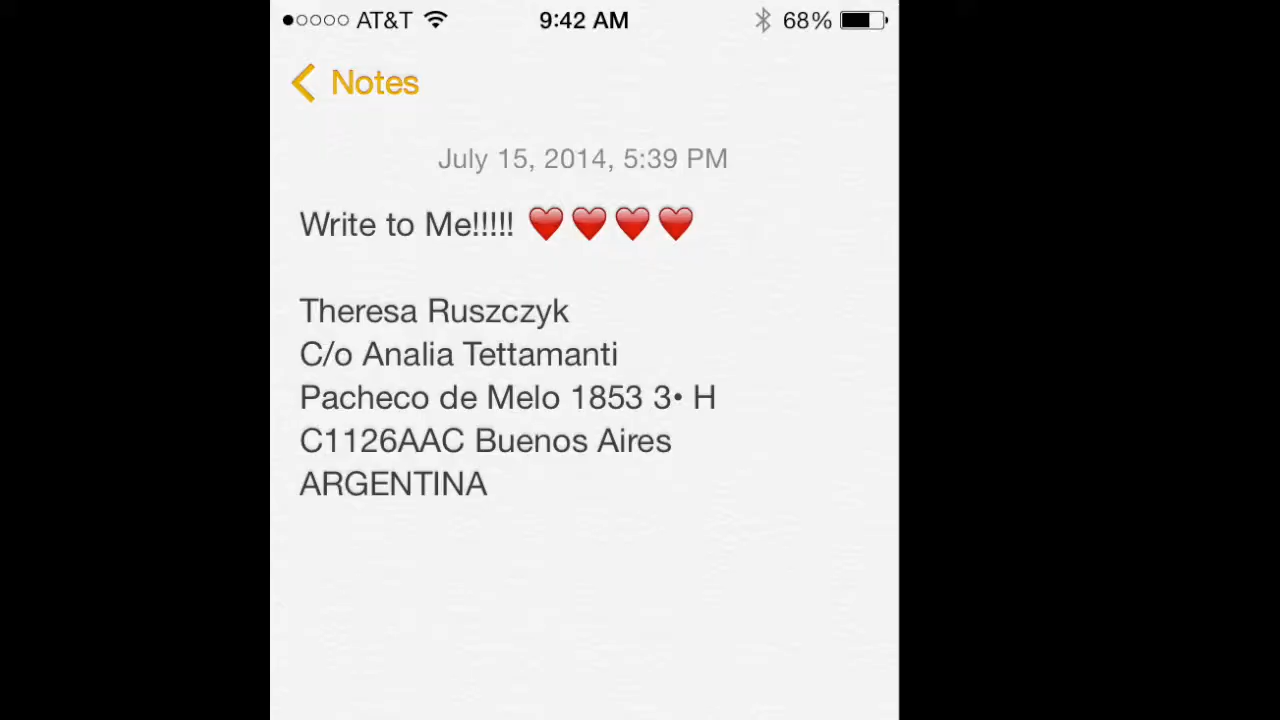 AT&T 9:42 AM 68%
Notes
July 15, 2014, 5:39 PM
Write to Me!!!!! ❤️❤️❤️❤️
Theresa Ruszczyk
C/o Analia Tettamanti
Pacheco de Melo 1853 3• H
C1126AAC Buenos Aires
ARGENTINA